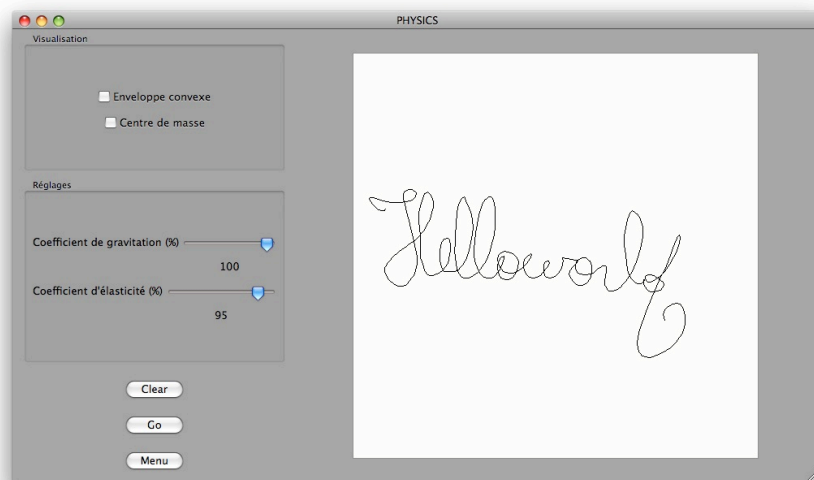 PHYSICS
Visualisation
Enveloppe convexe
Centre de masse
Réglages
Coefficient de gravitation (%)
100
Coefficient d'élasticité (%)
95
Clear
Go
Menu
Helloworld